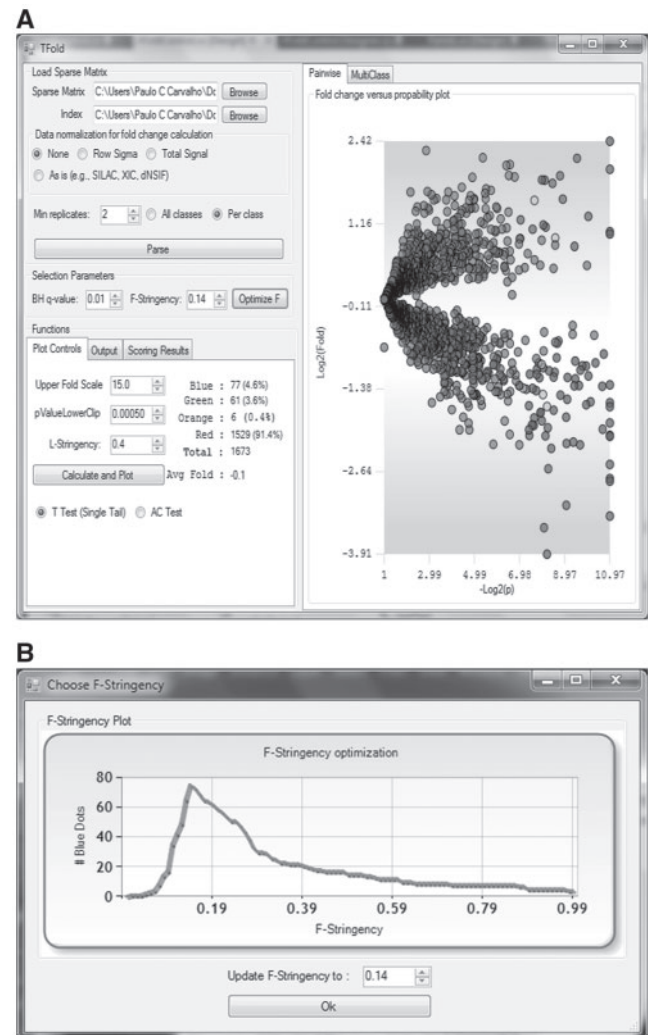 A
TFold
Load Sparse Matrix
Sparse Matrix C:\Users\Paulo C Carvalho\Dc Browse
Index C:\Users\Paulo C Carvalho\Dc Browse
Data normalization for fold change calculation
None Row Sigma Total Signal
As is (e.g., SILAC, XIC, dNSIF)
Min replicates: 2 All classes Per class
Parse
Selection Parameters
BH q-value: 0.01 F-Stringency: 0.14 Optimize F
Functions
Plot Controls Output Scoring Results
Upper Fold Scale 15.0
pValueLowerClip 0.00050
L-Stringency: 0.4
Calculate and Plot
Blue : 77 (4.6%)
Green : 61 (3.6%)
Orange : 6 (0.4%)
Red : 1529 (91.4%)
Total : 1673
Avg Fold : -0.1
T Test (Single Tail) AC Test
Pairwise MultiClass
Fold change versus propability plot
2.42
1.16
-0.11
-1.38
-2.64
-3.91
Log2(Fold)
1 2.99 4.99 6.98 8.97 10.97
-Log2(p)
B
Choose F-Stringency
F-Stringency Plot
F-Stringency optimization
80
60
40
20
0
# Blue Dots
0.19 0.39 0.59 0.79 0.99
F-Stringency
Update F-Stringency to : 0.14
Ok